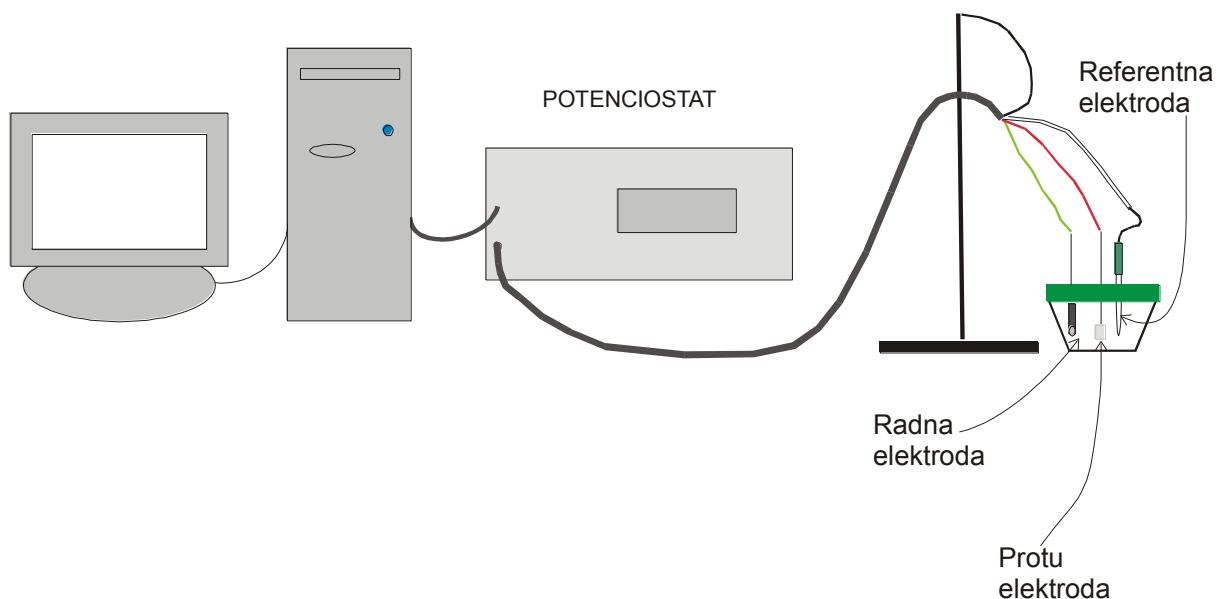 POTENCIOSTAT
Referentna
elektroda
Radna
elektroda
Protu
elektroda